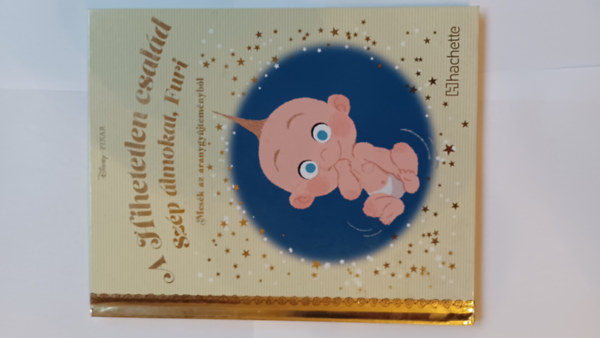 Disney · PIXAR
A Hihetetlen család
Szép álmokat, Furi
Mesék az aranygyűjteményből
hachette